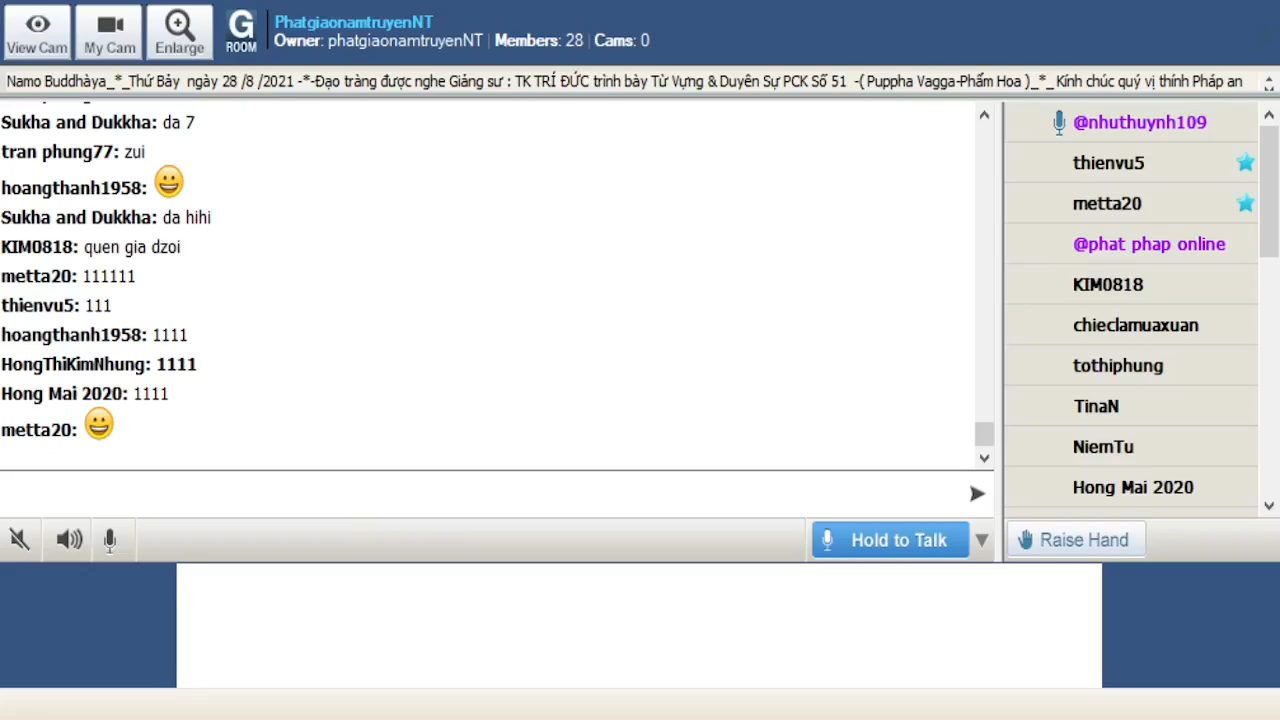 View Cam
My Cam
Enlarge
G
ROOM
PhatgiaonamtruyenNT
Owner: phatgiaonamtruyenNT | Members: 28 | Cams: 0
Namo Buddhàya_*_Thứ Bảy ngày 28 /8 /2021 -*-Đạo tràng được nghe Giảng sư : TK TRÍ ĐỨC trình bày Từ Vựng & Duyên Sự PCK Số 51 -( Puppha Vagga-Phẩm Hoa )_*_Kính chúc quý vị thính Pháp an
Sukha and Dukkha: da 7
tran phung77: zui
hoangthanh1958:
Sukha and Dukkha: da hihi
KIM0818: quen gia dzoi
metta20: 111111
thienvu5: 111
hoangthanh1958: 1111
HongThiKimNhung: 1111
Hong Mai 2020: 1111
metta20:
@nhuthuynh109
thienvu5
metta20
@phat phap online
KIM0818
chieclamuaxuan
tothiphung
TinaN
NiemTu
Hong Mai 2020
Hold to Talk
Raise Hand